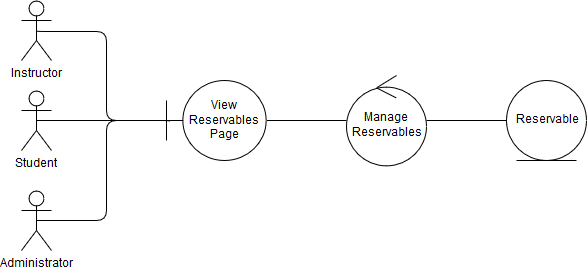 Instructor
Student
Administrator
View
Reservables
Page
Manage
Reservables
Reservable